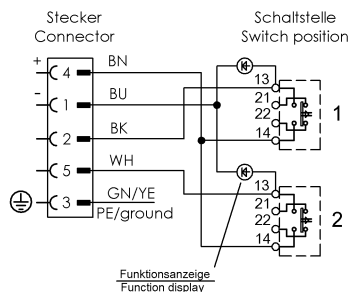 Stecker
Connector
Schaltstelle
Switch position
+ 4 BN
- 1 BU
2 BK
5 WH
3 GN/YE
PE/ground
13
21
22
14
1
13
21
22
14
2
Funktionsanzeige
Function display